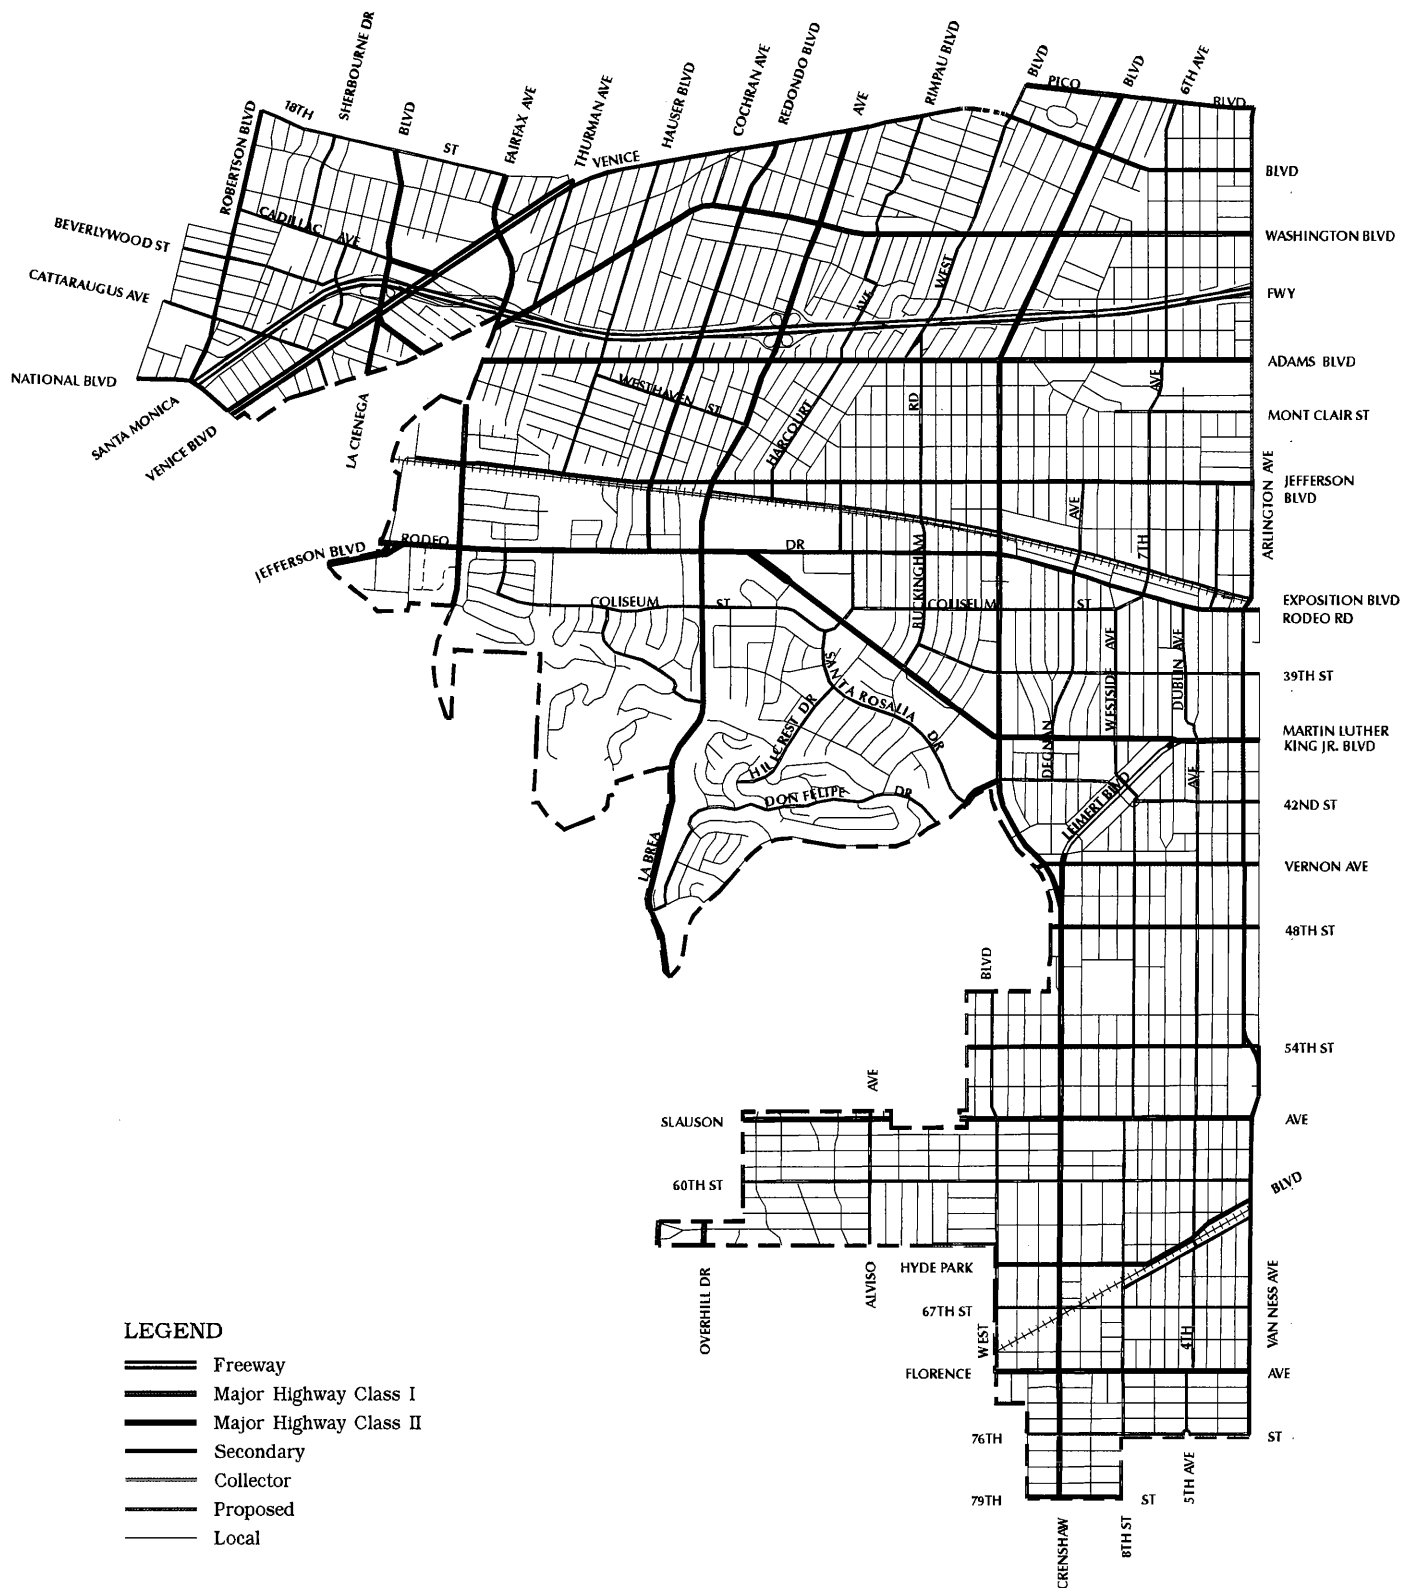 SHERBOURNE DR
18TH
ROBERTSON BLVD
BLVD
ST
FAIRFAX AVE
THURMAN AVE
HAUSER BLVD
COCHRAN AVE
REDONDO BLVD
AVE
RIMPAU BLVD
BLVD
PICO
BLVD
6TH AVE
BLVD
VENICE
BLVD
BEVERLYWOOD ST
CADILLAC AVE
WASHINGTON BLVD
CATTARAUGUS AVE
AVE
WEST
FWY
NATIONAL BLVD
ADAMS BLVD
SANTA MONICA
VENICE BLVD
LA CIENEGA
WESTHAVEN ST
HARCOURT
RD
AVE
MONT CLAIR ST
ARLINGTON AVE
JEFFERSON
BLVD
AVE
7TH
JEFFERSON BLVD
RODEO
DR
BUCKINGHAM
COLISEUM ST
COLISEUM ST
EXPOSITION BLVD
RODEO RD
SANTA ROSALIA DR
WESTSIDE AVE
DUBLIN AVE
39TH ST
HILLCREST DR
DEGNAN
MARTIN LUTHER
KING JR. BLVD
DON FELIPE DR
LEIMERT BLVD
AVE
42ND ST
LA BREA
VERNON AVE
48TH ST
BLVD
54TH ST
AVE
SLAUSON
AVE
60TH ST
BLVD
OVERHILL DR
ALVISO
HYDE PARK
67TH ST
WEST
4TH
VAN NESS AVE
FLORENCE
AVE
76TH
ST
79TH
ST
5TH AVE
CRENSHAW
8TH ST
LEGEND
Freeway
Major Highway Class I
Major Highway Class II
Secondary
Collector
Proposed
Local